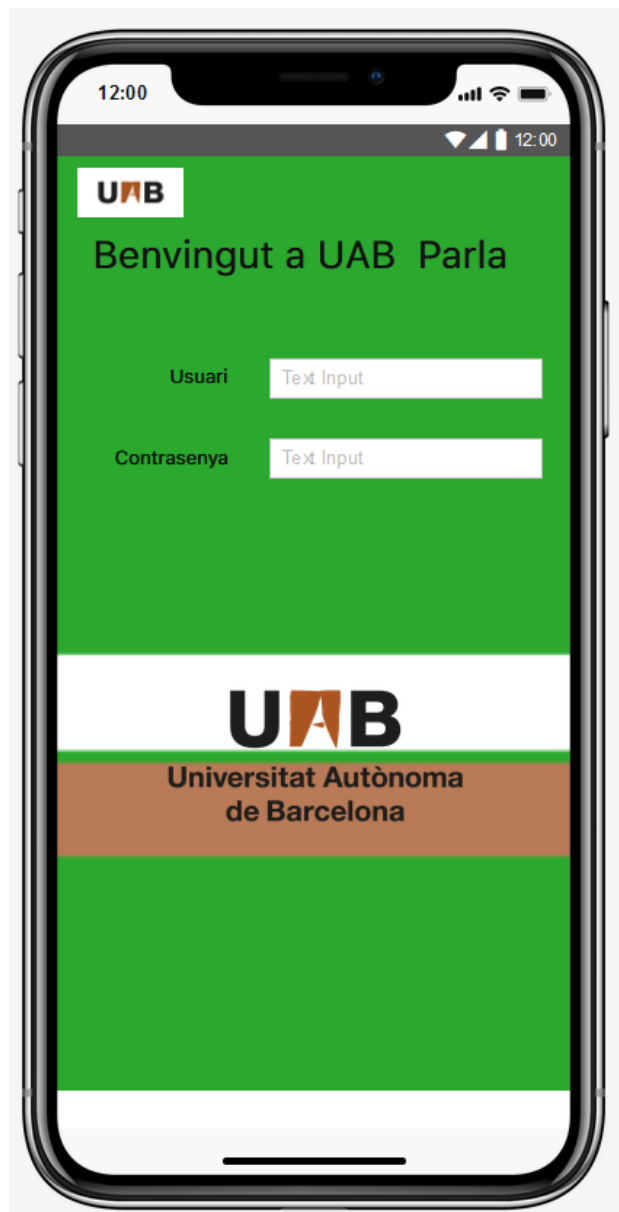 12:00
12:00
UAB
Benvingut a UAB Parla
Usuari
Text Input
Contrasenya
Text Input
UAB
Universitat Autònoma
de Barcelona